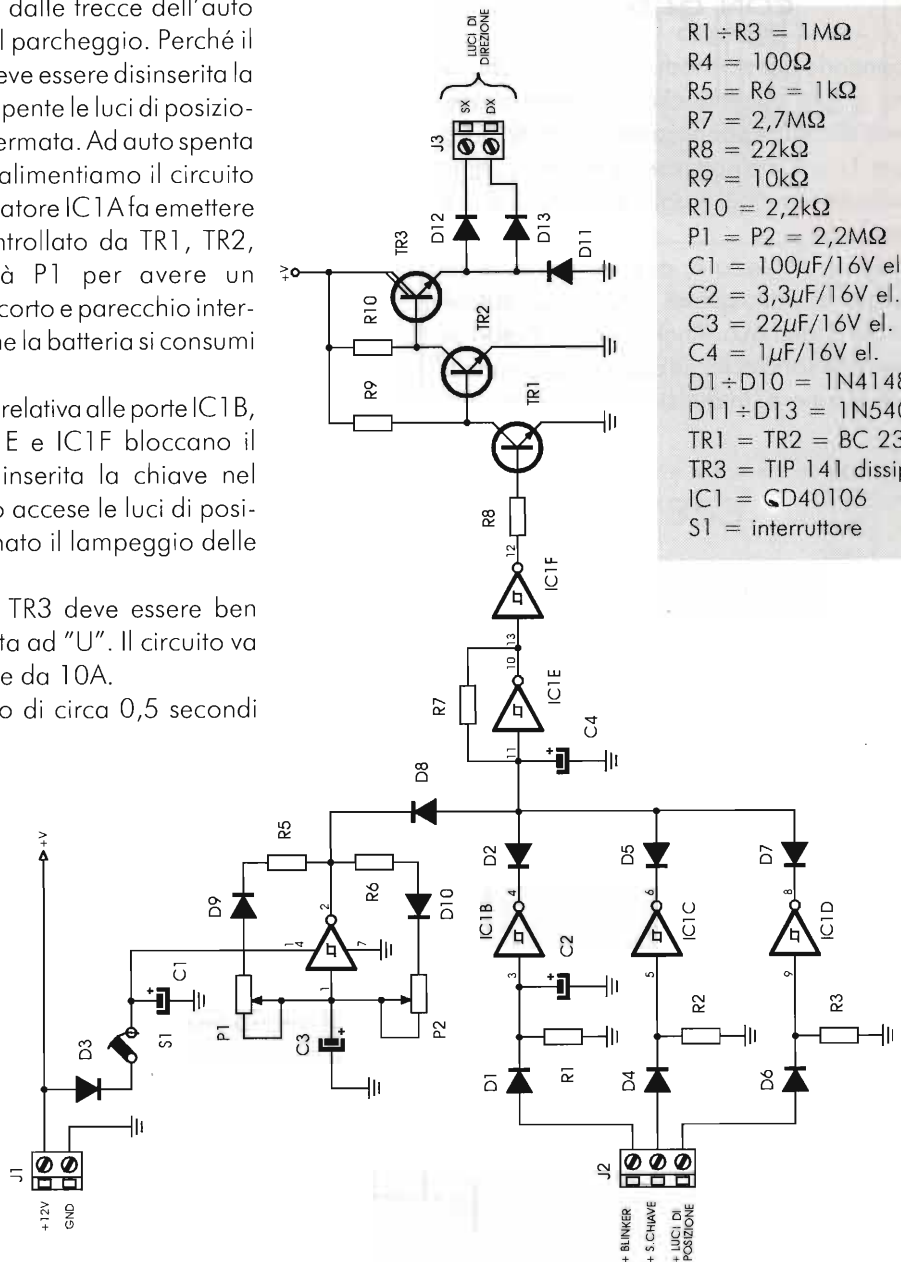 dalle trecce dell'auto
l parcheggio. Perché il
eve essere disinserita la
pente le luci di posizio-
ermata. Ad auto spenta
alimentiamo il circuito
atore IC1A fa emettere
ntrollato da TR1, TR2,
à P1 per avere un
corto e parecchio inter-
ne la batteria si consumi
relativa alle porte IC1B,
E e IC1F bloccano il
inserita la chiave nel
o accese le luci di posi-
nato il lampeggio delle
TR3 deve essere ben
ta ad "U". Il circuito va
e da 10A.
o di circa 0,5 secondi
R1÷R3 = 1MΩ
R4 = 100Ω
R5 = R6 = 1kΩ
R7 = 2,7MΩ
R8 = 22kΩ
R9 = 10kΩ
R10 = 2,2kΩ
P1 = P2 = 2,2MΩ
C1 = 100µF/16V el
C2 = 3,3µF/16V el.
C3 = 22µF/16V el.
C4 = 1µF/16V el.
D1÷D10 = 1N4148
D11÷D13 = 1N540
TR1 = TR2 = BC 23
TR3 = TIP 141 dissip
IC1 = CD40106
S1 = interruttore
LUCI DI
DIREZIONE
SX
DX
J3
D12
D13
D11
TR3
+V
R10
TR2
R9
TR1
R8
12
IC1F
13
10
R7
IC1E
11
C4
D8
+V
R5
D9
R6
D10
2
14
7
1
P1
P2
C3
C1
S1
D3
J1
+12V
GND
D2
4
IC1B
3
C2
D1
R1
D5
6
IC1C
5
R2
D4
D7
8
IC1D
9
R3
D6
J2
+ BLINKER
+ S.CHIAVE
+ LUCI DI
POSIZIONE